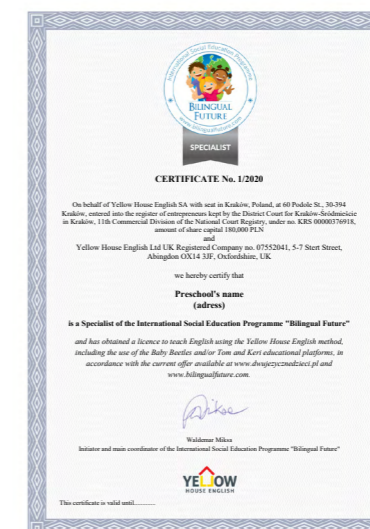 International Social Education Programme
BILINGUAL
FUTURE
www.bilingualfuture.com
SPECIALIST
CERTIFICATE No. 1/2020
On behalf of Yellow House English SA with seat in Kraków, Poland, at 60 Podole St., 30-394
Kraków, entered into the register of entrepreneurs kept by the District Court for Kraków-Śródmieście
in Kraków, 11th Commercial Division of the National Court Registry, under no. KRS 00000376918,
amount of share capital 180,000 PLN
and
Yellow House English Ltd UK Registered Company no. 07552041, 5-7 Stert Street,
Abingdon OX14 3JF, Oxfordshire, UK
we hereby certify that
Preschool's name
(adress)
is a Specialist of the International Social Education Programme "Bilingual Future"
and has obtained a licence to teach English using the Yellow House English method,
including the use of the Baby Beetles and/or Tom and Keri educational platforms, in
accordance with the current offer available at www.dwujezycznedzieci.pl and
www.bilingualfuture.com.
Waldemar Miksa
Initiator and main coordinator of the International Social Education Programme "Bilingual Future"
YELLOW
HOUSE ENGLISH
This certificate is valid until............